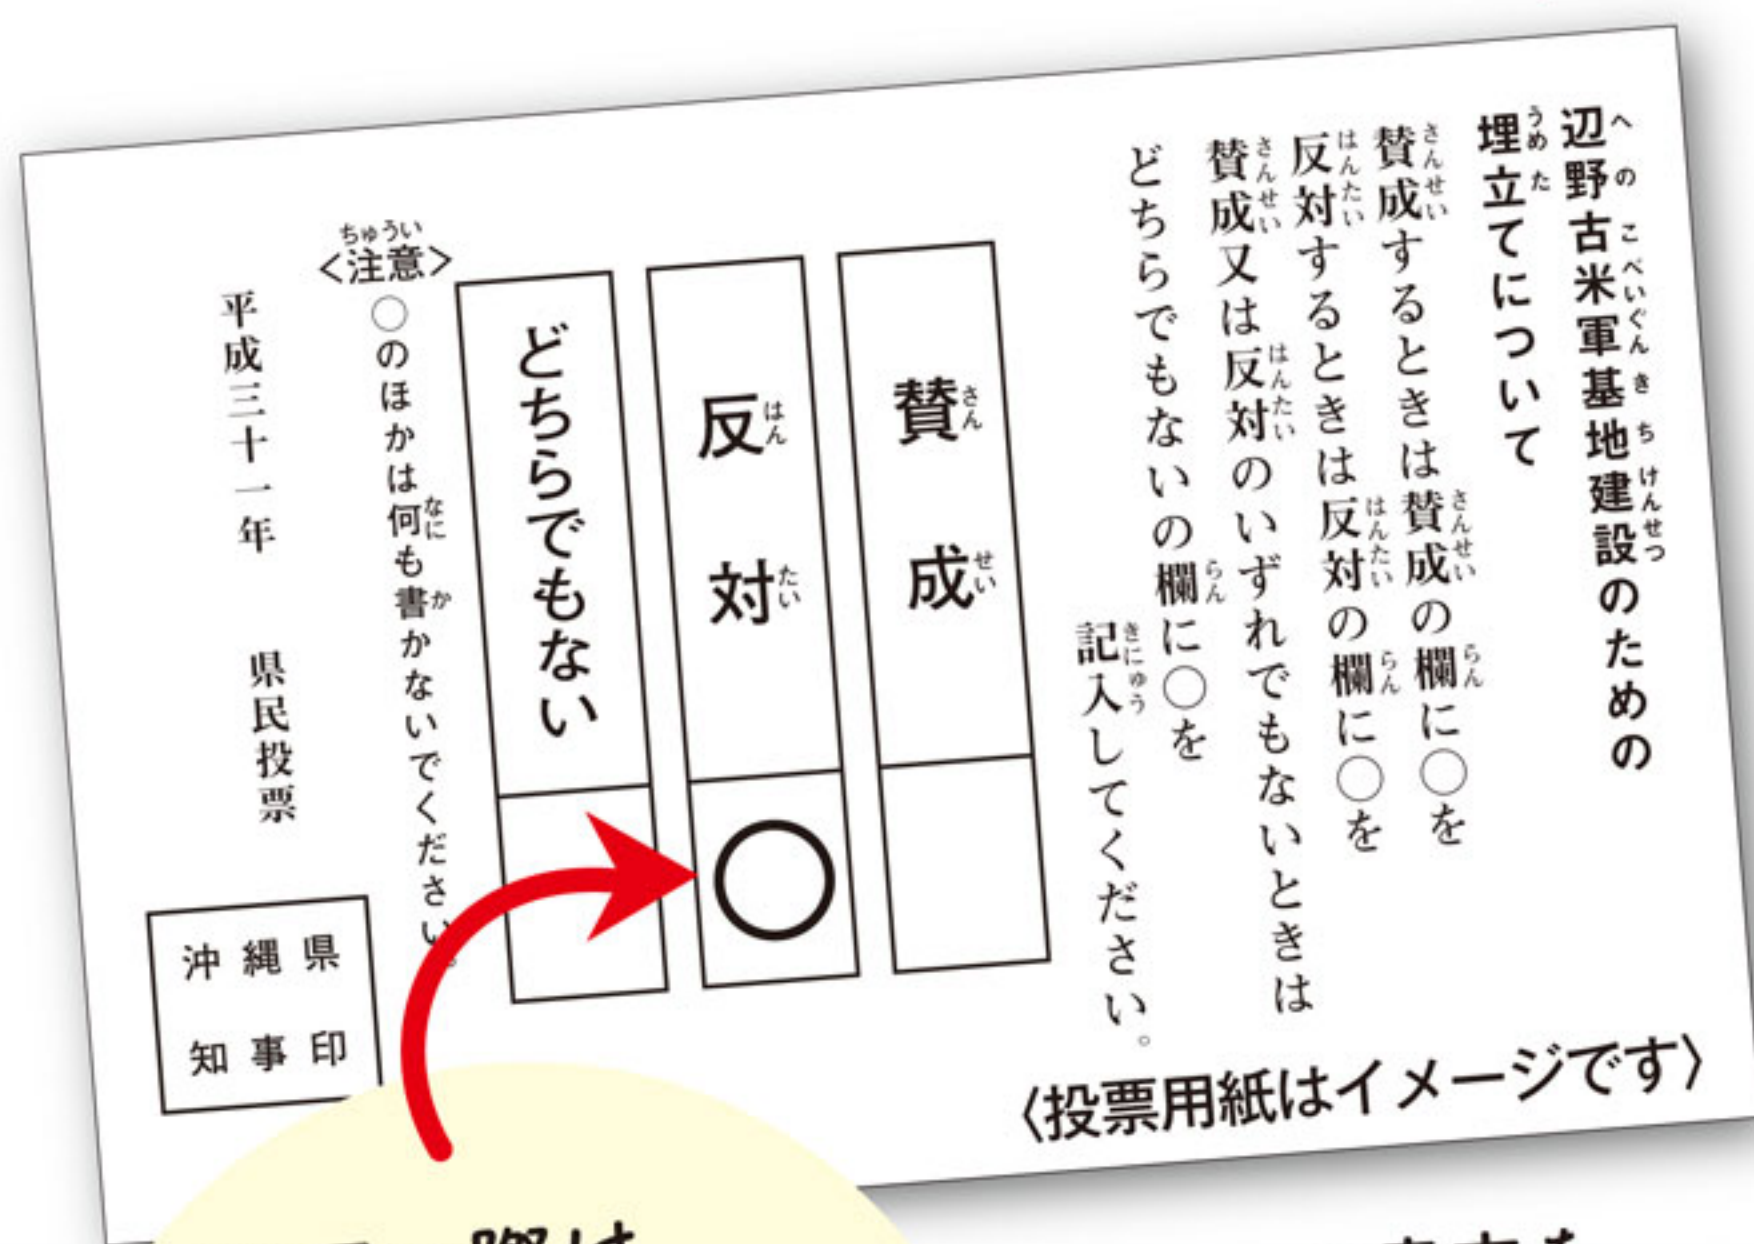 辺野古米軍基地建設のための
埋立てについて
賛成するときは賛成の欄に○を
反対するときは反対の欄に○を
賛成又は反対のいずれでもないときは
どちらでもないの欄に○を
記入してください。
賛成
反対
○
どちらでもない
〈注意〉
○のほかは何も書かないでください。
平成三十一年 県民投票
沖縄県
知事印
〈投票用紙はイメージです〉
際は